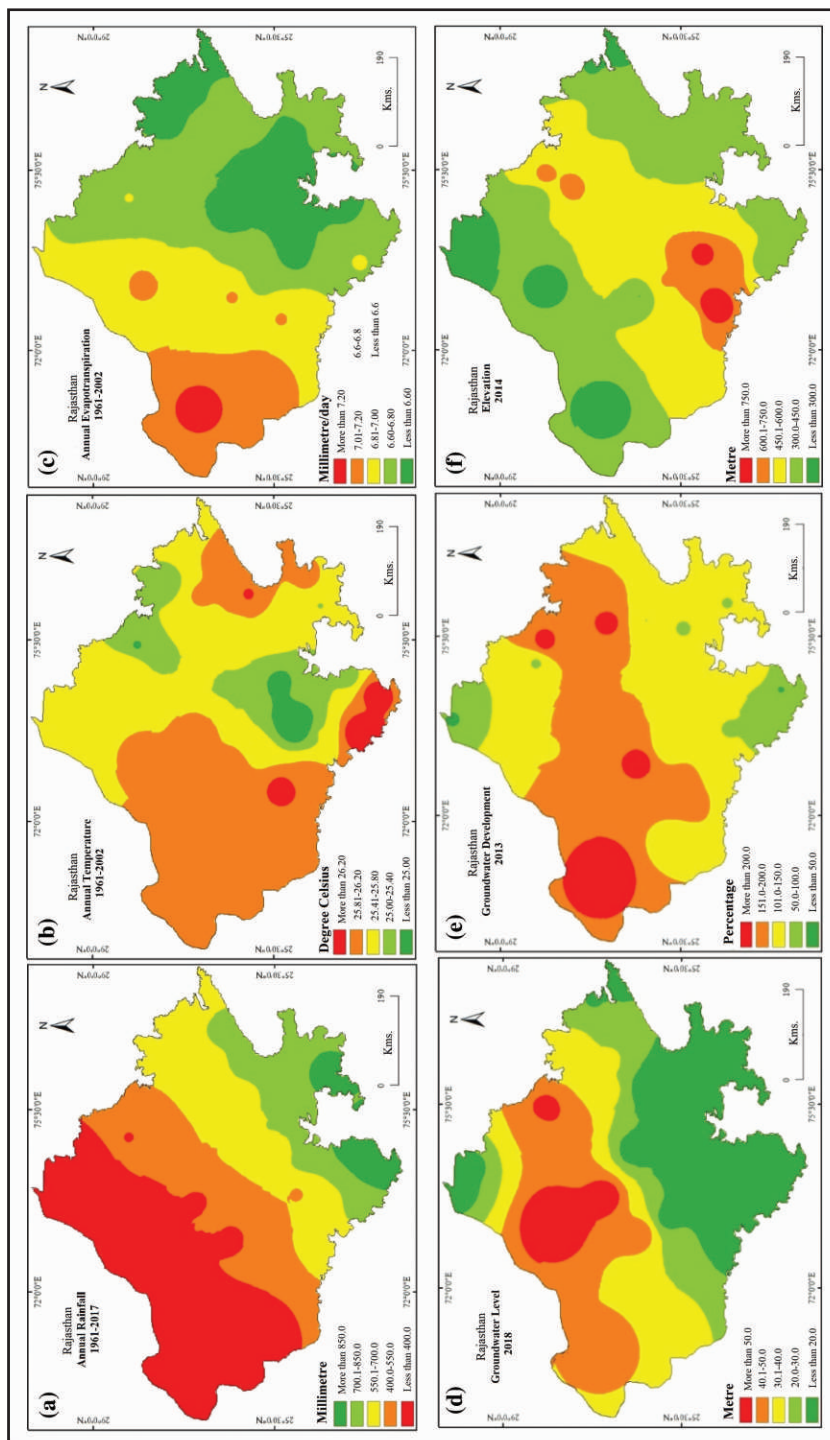 (a)
Rajasthan
Annual Rainfall
1961-2017
N
29°0'0"N
25°30'0"N
72°0'0"E
75°30'0"E
Millimetre
More than 850.0
700.1-850.0
550.1-700.0
400.0-550.0
Less than 400.0
0 190
Kms.
(b)
Rajasthan
Annual Temperature
1961-2002
N
29°0'0"N
25°30'0"N
72°0'0"E
75°30'0"E
Degree Celsius
More than 26.20
25.81-26.20
25.41-25.80
25.00-25.40
Less than 25.00
0 190
Kms.
(c)
Rajasthan
Annual Evapotranspiration
1961-2002
N
29°0'0"N
25°30'0"N
72°0'0"E
75°30'0"E
6.6-6.8
Less than 6.6
Millimetre/day
More than 7.20
7.01-7.20
6.81-7.00
6.60-6.80
Less than 6.60
0 190
Kms.
(d)
Rajasthan
Groundwater Level
2018
N
29°0'0"N
25°30'0"N
72°0'0"E
75°30'0"E
Metre
More than 50.0
40.1-50.0
30.1-40.0
20.0-30.0
Less than 20.0
0 190
Kms.
(e)
Rajasthan
Groundwater Development
2013
N
29°0'0"N
25°30'0"N
72°0'0"E
75°30'0"E
Percentage
More than 200.0
151.0-200.0
101.0-150.0
50.0-100.0
Less than 50.0
0 190
Kms.
(f)
Rajasthan
Elevation
2014
N
29°0'0"N
25°30'0"N
72°0'0"E
75°30'0"E
Metre
More than 750.0
600.1-750.0
450.1-600.0
300.0-450.0
Less than 300.0
0 190
Kms.